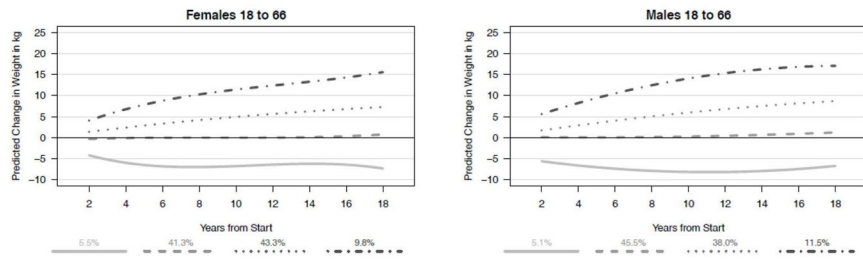 Females 18 to 66
Predicted Change in Weight in kg
25
20
15
10
5
0
−5
−10
2 4 6 8 10 12 14 16 18
Years from Start
5.5% 41.3% 43.3% 9.8%
Males 18 to 66
Predicted Change in Weight in kg
25
20
15
10
5
0
−5
−10
2 4 6 8 10 12 14 16 18
Years from Start
5.1% 45.5% 38.0% 11.5%